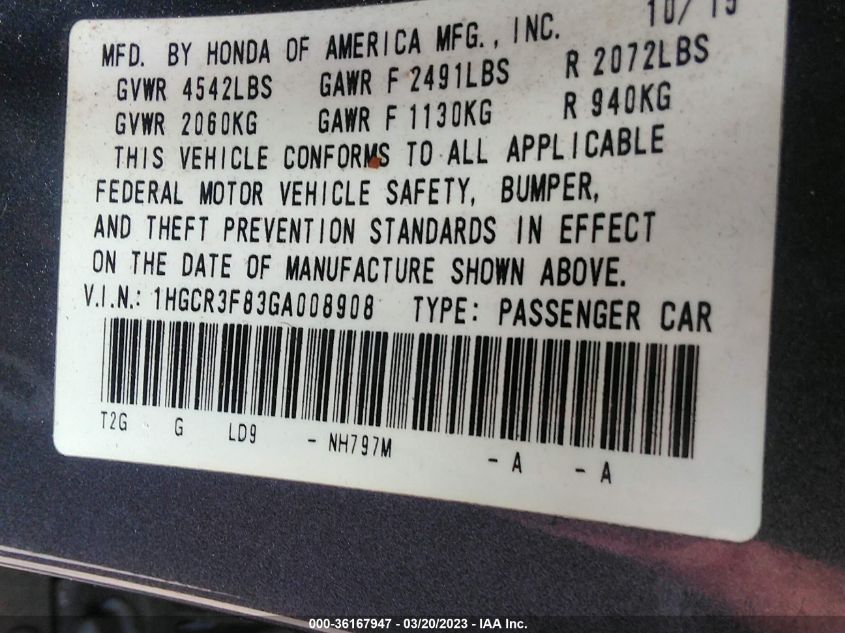 10/15
MFD. BY HONDA OF AMERICA MFG., INC.
GVWR 4542LBS GAWR F 2491LBS R 2072LBS
GVWR 2060KG GAWR F 1130KG R 940KG
THIS VEHICLE CONFORMS TO ALL APPLICABLE
FEDERAL MOTOR VEHICLE SAFETY, BUMPER,
AND THEFT PREVENTION STANDARDS IN EFFECT
ON THE DATE OF MANUFACTURE SHOWN ABOVE.
V.I.N.: 1HGCR3F83GA008908 TYPE: PASSENGER CAR
T2G G LD9 - NH797M - A - A
000-36167947 - 03/20/2023 - IAA Inc.